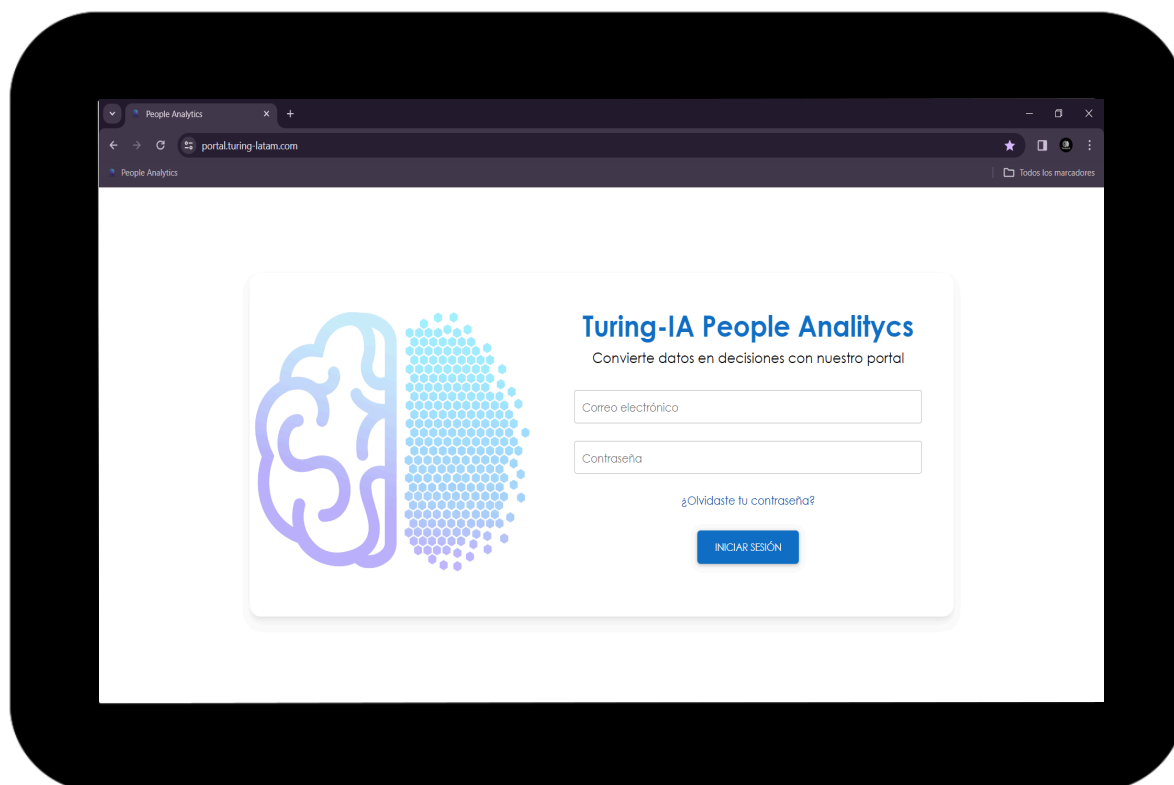 People Analytics
portal.turing-latam.com
People Analytics
Todos los marcadores
Turing-IA People Analitycs
Convierte datos en decisiones con nuestro portal
Correo electrónico
Contraseña
¿Olvidaste tu contraseña?
INICIAR SESIÓN